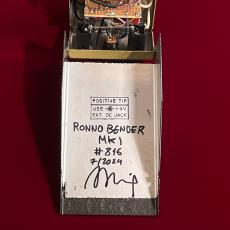 POSITIVE TIP
USE 9V
EXT. DC JACK
RONNO BENDER
MK1
#816
7/2024